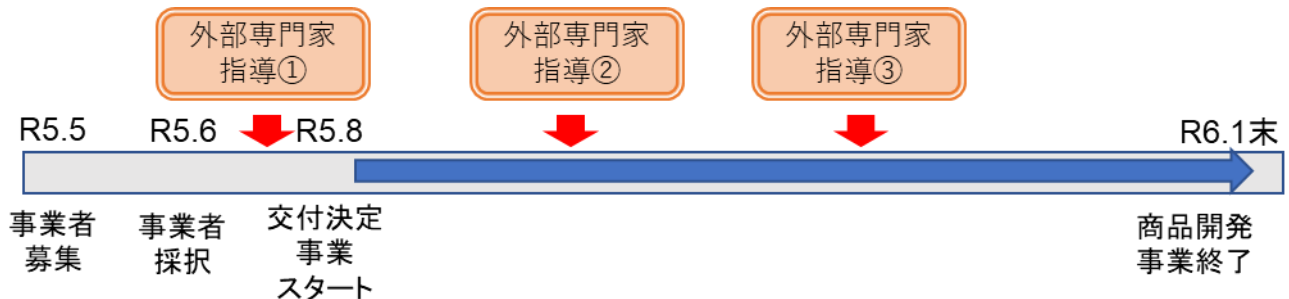 外部専門家
指導①
外部専門家
指導②
外部専門家
指導③
R5.5
R5.6
R5.8
R6.1末
事業者
募集
事業者
採択
交付決定
事業
スタート
商品開発
事業終了